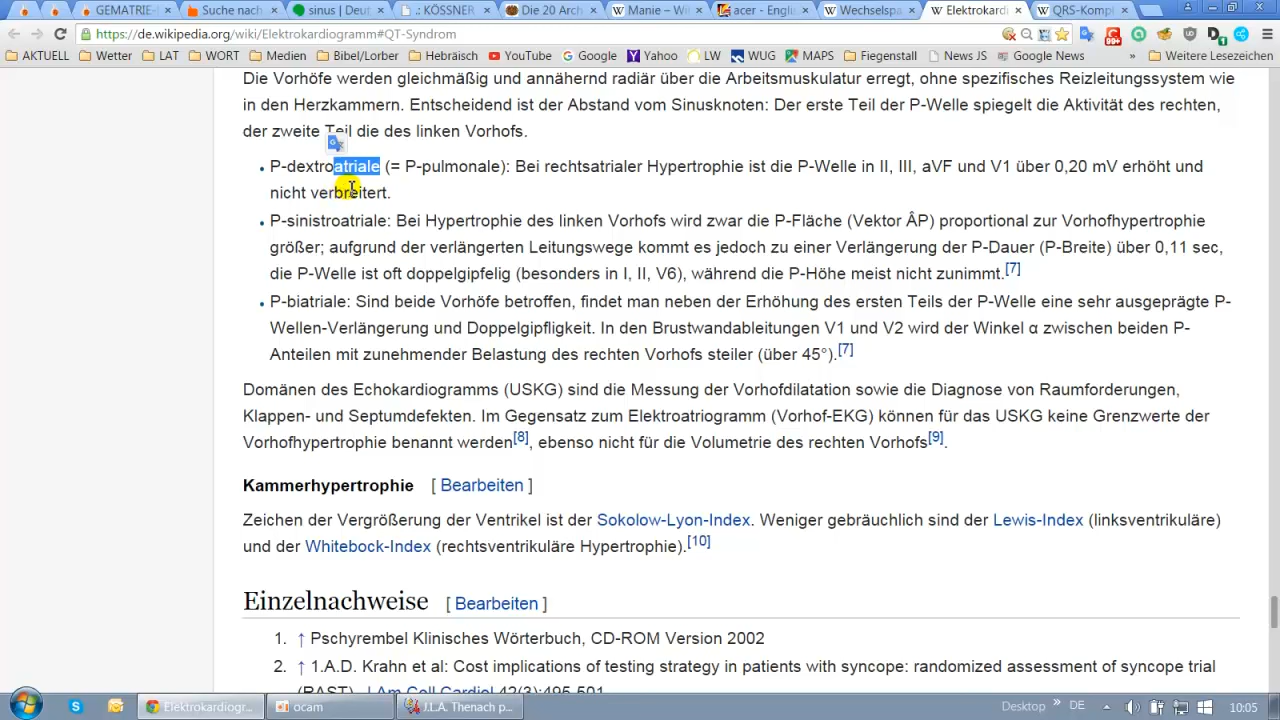 GEMATRIE-
Suche nach
sinus | Deut
.: KÖSSNER
Die 20 Arch
Manie – W
acer - Engli
Wechselspa
Elektrokardi
QRS-Kompl
https://de.wikipedia.org/wiki/Elektrokardiogramm#QT-Syndrom
AKTUELL Wetter LAT WORT Medien Bibel/Lorber Hebräisch YouTube Google Yahoo LW WUG MAPS Fiegenstall News JS Google News » Weitere Lesezeichen
Die Vorhöfe werden gleichmäßig und annähernd radiär über die Arbeitsmuskulatur erregt, ohne spezifisches Reizleitungssystem wie
in den Herzkammern. Entscheidend ist der Abstand vom Sinusknoten: Der erste Teil der P-Welle spiegelt die Aktivität des rechten,
der zweite Teil die des linken Vorhofs.
• P-dextroatriale (= P-pulmonale): Bei rechtsatrialer Hypertrophie ist die P-Welle in II, III, aVF und V1 über 0,20 mV erhöht und
nicht verbreitert.
• P-sinistroatriale: Bei Hypertrophie des linken Vorhofs wird zwar die P-Fläche (Vektor ÂP) proportional zur Vorhofhypertrophie
größer; aufgrund der verlängerten Leitungswege kommt es jedoch zu einer Verlängerung der P-Dauer (P-Breite) über 0,11 sec,
die P-Welle ist oft doppelgipfelig (besonders in I, II, V6), während die P-Höhe meist nicht zunimmt.[7]
• P-biatriale: Sind beide Vorhöfe betroffen, findet man neben der Erhöhung des ersten Teils der P-Welle eine sehr ausgeprägte P-
Wellen-Verlängerung und Doppelgipfligkeit. In den Brustwandableitungen V1 und V2 wird der Winkel α zwischen beiden P-
Anteilen mit zunehmender Belastung des rechten Vorhofs steiler (über 45°).[7]
Domänen des Echokardiogramms (USKG) sind die Messung der Vorhofdilatation sowie die Diagnose von Raumforderungen,
Klappen- und Septumdefekten. Im Gegensatz zum Elektroatriogramm (Vorhof-EKG) können für das USKG keine Grenzwerte der
Vorhofhypertrophie benannt werden[8], ebenso nicht für die Volumetrie des rechten Vorhofs[9].
Kammerhypertrophie [ Bearbeiten ]
Zeichen der Vergrößerung der Ventrikel ist der Sokolow-Lyon-Index. Weniger gebräuchlich sind der Lewis-Index (linksventrikuläre)
und der Whitebock-Index (rechtsventrikuläre Hypertrophie).[10]
Einzelnachweise [ Bearbeiten ]
1. ↑ Pschyrembel Klinisches Wörterbuch, CD-ROM Version 2002
2. ↑ 1.A.D. Krahn et al: Cost implications of testing strategy in patients with syncope: randomized assessment of syncope trial
(RAST). J Am Coll Cardiol 42(3):495-501
Elektrokardiogr...
ocam
J.L.A. Thenach p...
Desktop » DE 10:05